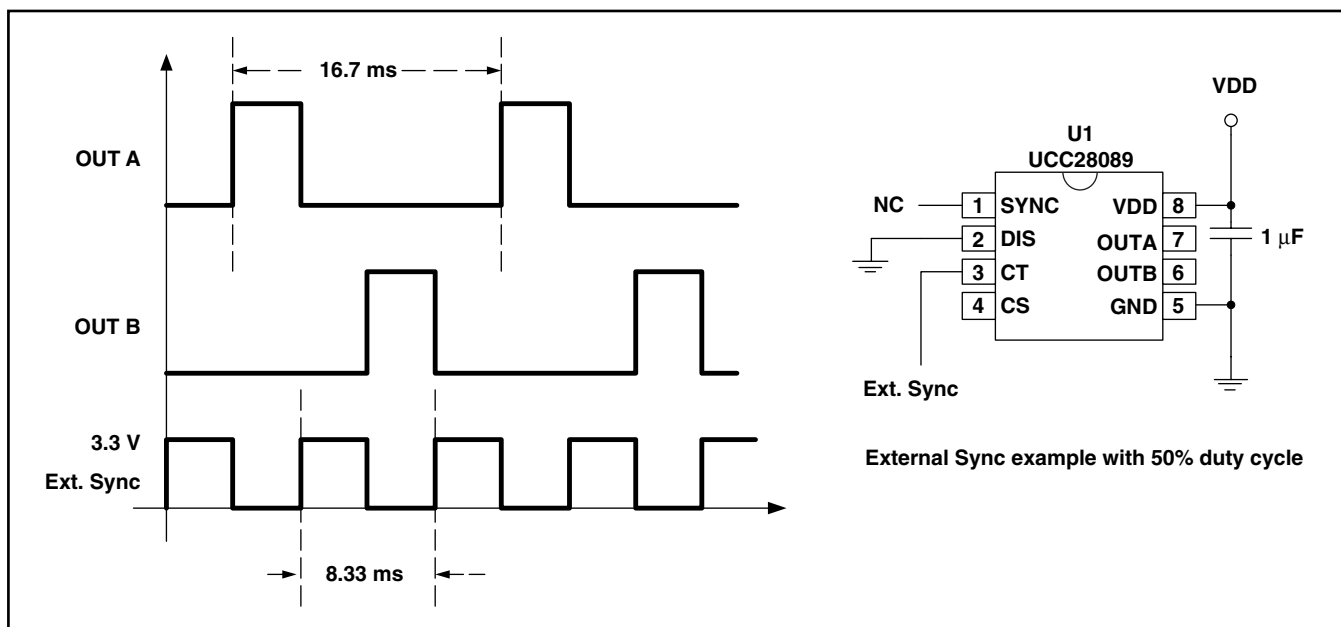 16.7 ms
OUT A
OUT B
3.3 V
Ext. Sync
8.33 ms
VDD
U1
UCC28089
NC
1 SYNC VDD 8
2 DIS OUTA 7
3 CT OUTB 6
4 CS GND 5
1 μF
Ext. Sync
External Sync example with 50% duty cycle